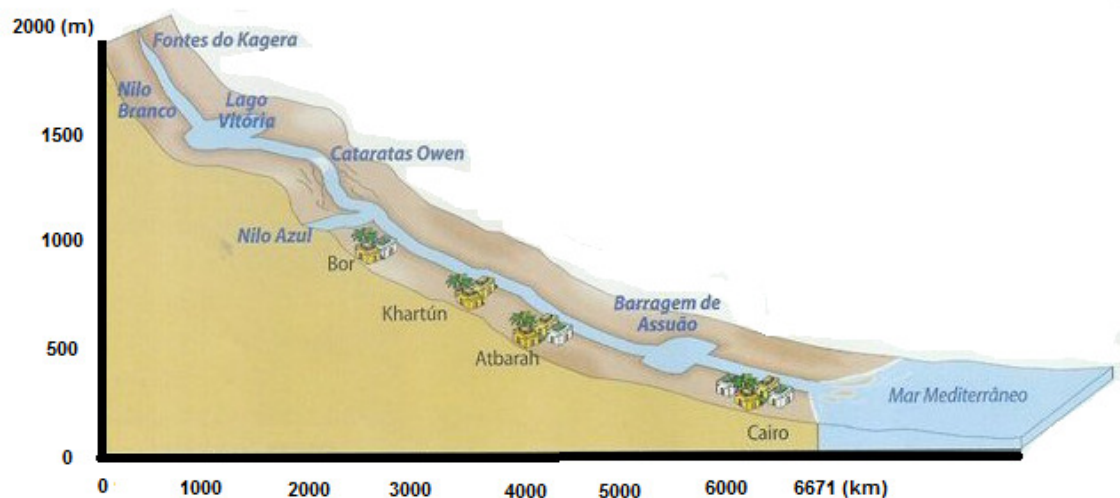 2000 (m)
Fontes do Kagera
Nilo
Branco
Lago
Vitória
1500
Cataratas Owen
1000
Nilo Azul
Bor
Khartún
Barragem de
Assuão
500
Atbarah
Mar Mediterrâneo
Cairo
0
0 1000 2000 3000 4000 5000 6000 6671 (km)